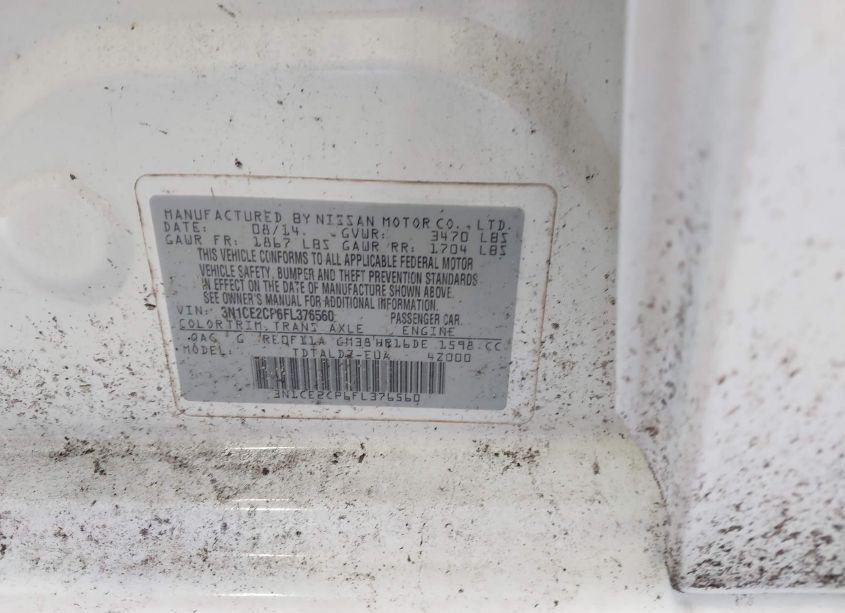 MANUFACTURED BY NISSAN MOTOR CO., LTD.
DATE: 08/14. GVWR: 3470 LBS
GAWR FR: 1867 LBS GAWR RR: 1704 LBS
THIS VEHICLE CONFORMS TO ALL APPLICABLE FEDERAL MOTOR
VEHICLE SAFETY, BUMPER AND THEFT PREVENTION STANDARDS
IN EFFECT ON THE DATE OF MANUFACTURE SHOWN ABOVE.
SEE OWNER'S MANUAL FOR ADDITIONAL INFORMATION.
VIN: 3N1CE2CP6FL376560 PASSENGER CAR.
COLOR TRIM, TRANS AXLE ENGINE
QAG G RE0F11A GM38 HR16DE 1598 CC
MODEL: TDTALDZ-EUA 42000
3N1CE2CP6FL376560